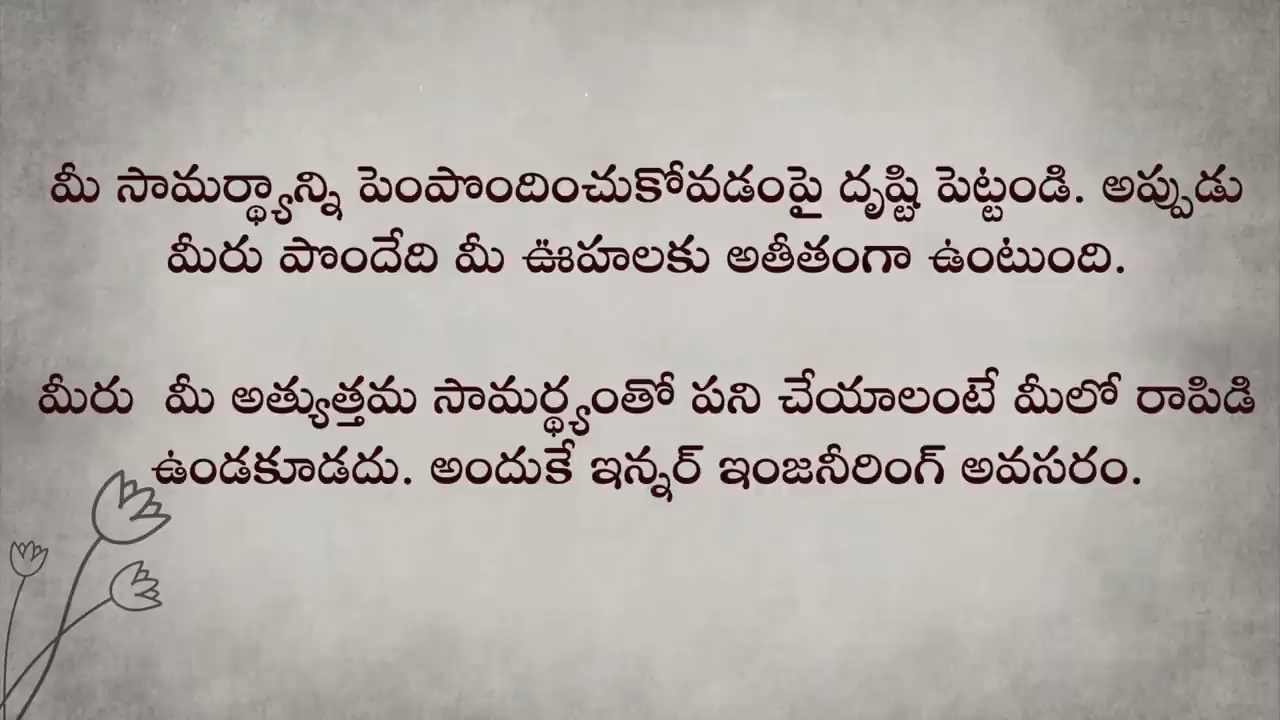 మీ సామర్థ్యాన్ని పెంపొందించుకోవడంపై దృష్టి పెట్టండి. అప్పుడు
మీరు పొందేది మీ ఊహలకు అతీతంగా ఉంటుంది.
మీరు  మీ అత్యుత్తమ సామర్థ్యంతో పని చేయాలంటే మీలో రాపిడి
ఉండకూడదు. అందుకే ఇన్నర్ ఇంజనీరింగ్ అవసరం.